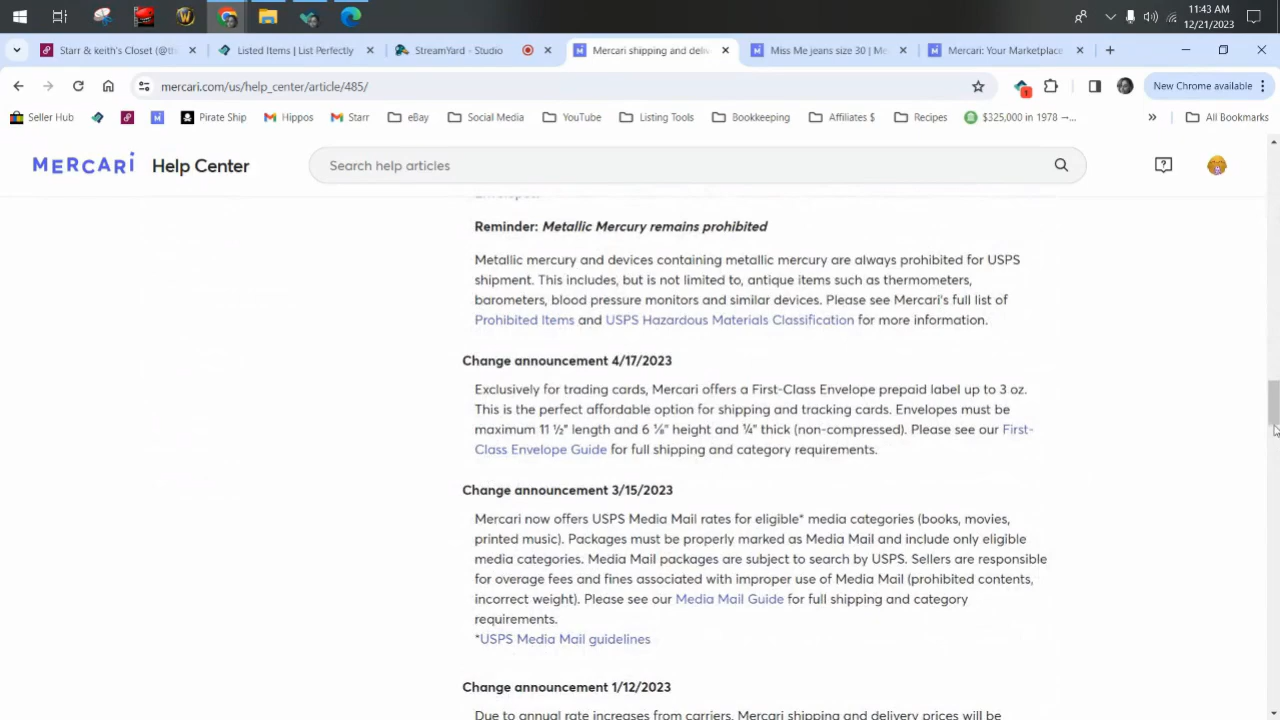 11:43 AM
12/21/2023
Starr & keith's Closet (@th
Listed Items | List Perfectly
StreamYard - Studio
Mercari shipping and deliv
Miss Me jeans size 30 | Me
Mercari: Your Marketplace
mercari.com/us/help_center/article/485/
1
New Chrome available
Seller Hub
Pirate Ship
Hippos
Starr
eBay
Social Media
YouTube
Listing Tools
Bookkeeping
Affiliates $
Recipes
$325,000 in 1978 →...
All Bookmarks
MERCARI Help Center
Search help articles
Reminder: Metallic Mercury remains prohibited
Metallic mercury and devices containing metallic mercury are always prohibited for USPS
shipment. This includes, but is not limited to, antique items such as thermometers,
barometers, blood pressure monitors and similar devices. Please see Mercari's full list of
Prohibited Items and USPS Hazardous Materials Classification for more information.
Change announcement 4/17/2023
Exclusively for trading cards, Mercari offers a First-Class Envelope prepaid label up to 3 oz.
This is the perfect affordable option for shipping and tracking cards. Envelopes must be
maximum 11 ½" length and 6 ⅛" height and ¼" thick (non-compressed). Please see our First-
Class Envelope Guide for full shipping and category requirements.
Change announcement 3/15/2023
Mercari now offers USPS Media Mail rates for eligible* media categories (books, movies,
printed music). Packages must be properly marked as Media Mail and include only eligible
media categories. Media Mail packages are subject to search by USPS. Sellers are responsible
for overage fees and fines associated with improper use of Media Mail (prohibited contents,
incorrect weight). Please see our Media Mail Guide for full shipping and category
requirements.
*USPS Media Mail guidelines
Change announcement 1/12/2023
Due to annual rate increases from carriers, Mercari shipping and delivery prices will be